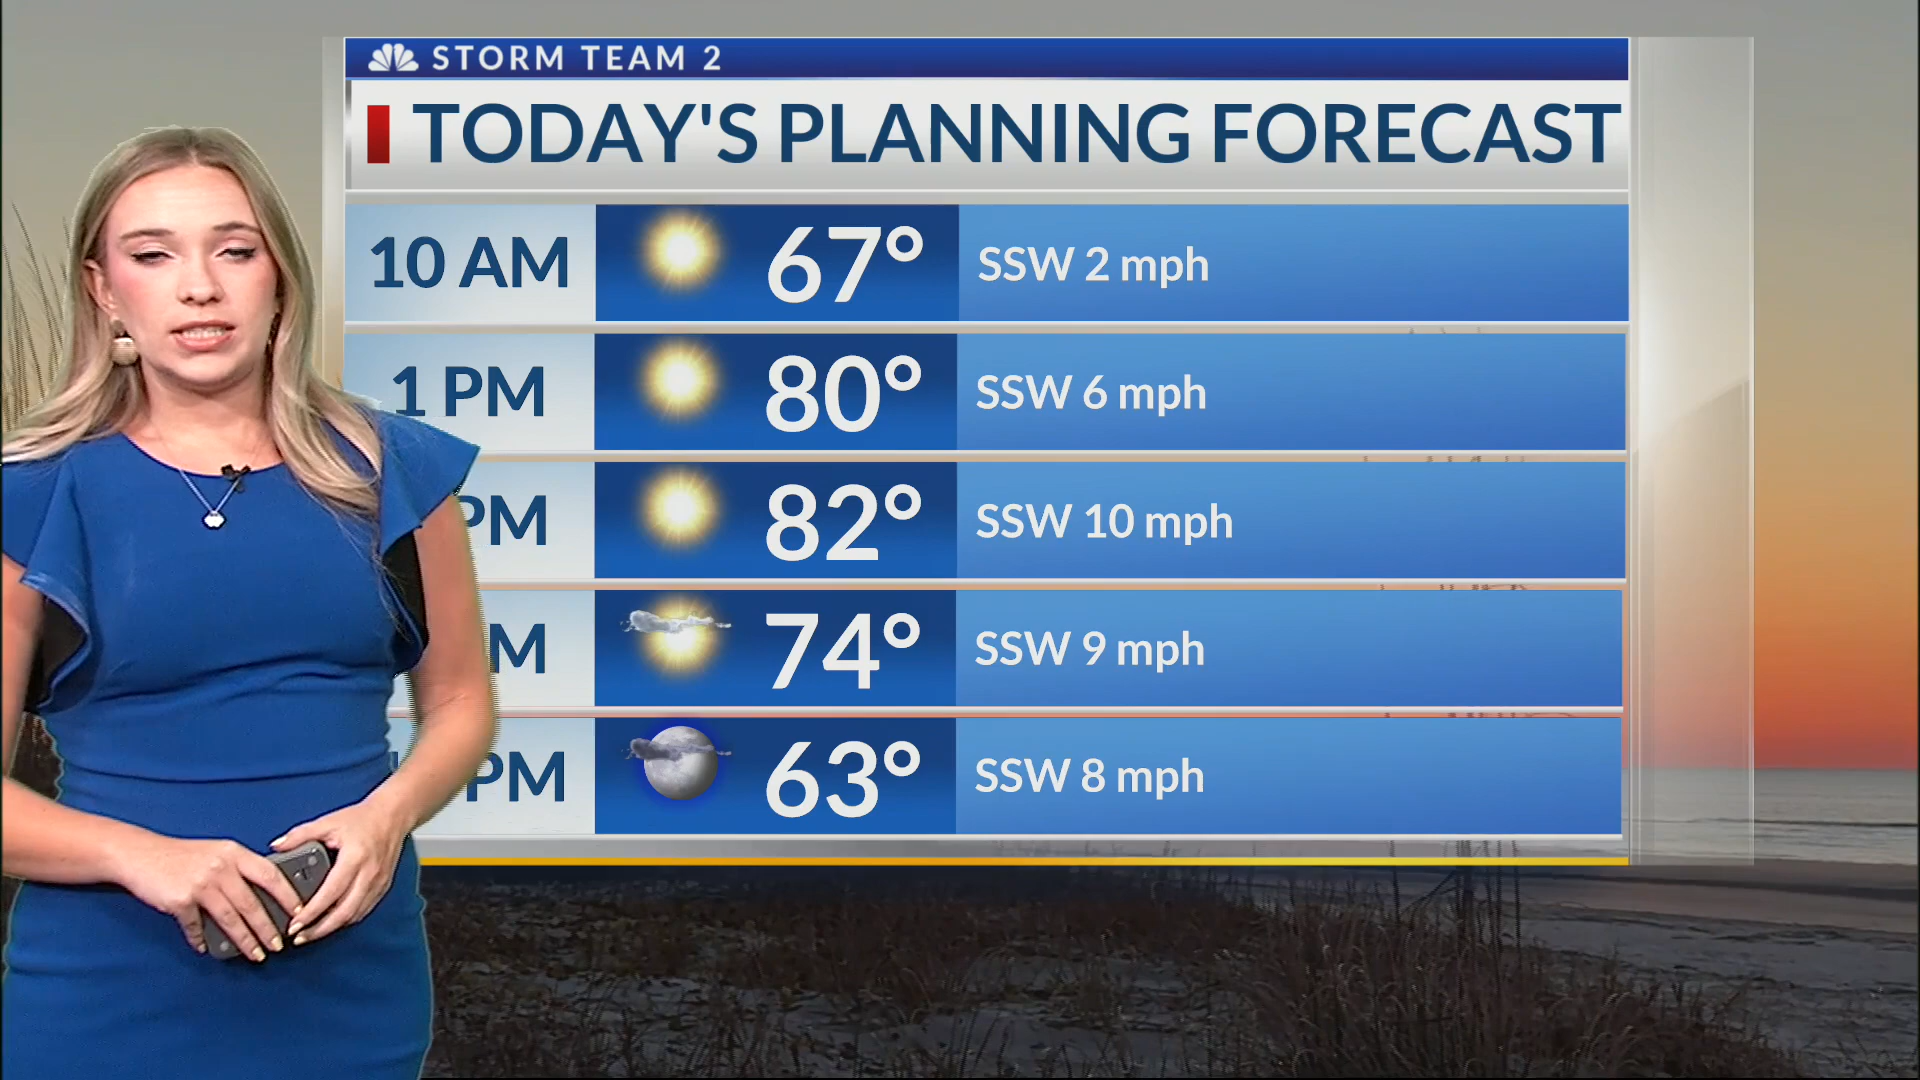 STORM TEAM 2
TODAY'S PLANNING FORECAST
10 AM 67° SSW 2 mph
1 PM 80° SSW 6 mph
PM 82° SSW 10 mph
74° SSW 9 mph
PM 63° SSW 8 mph